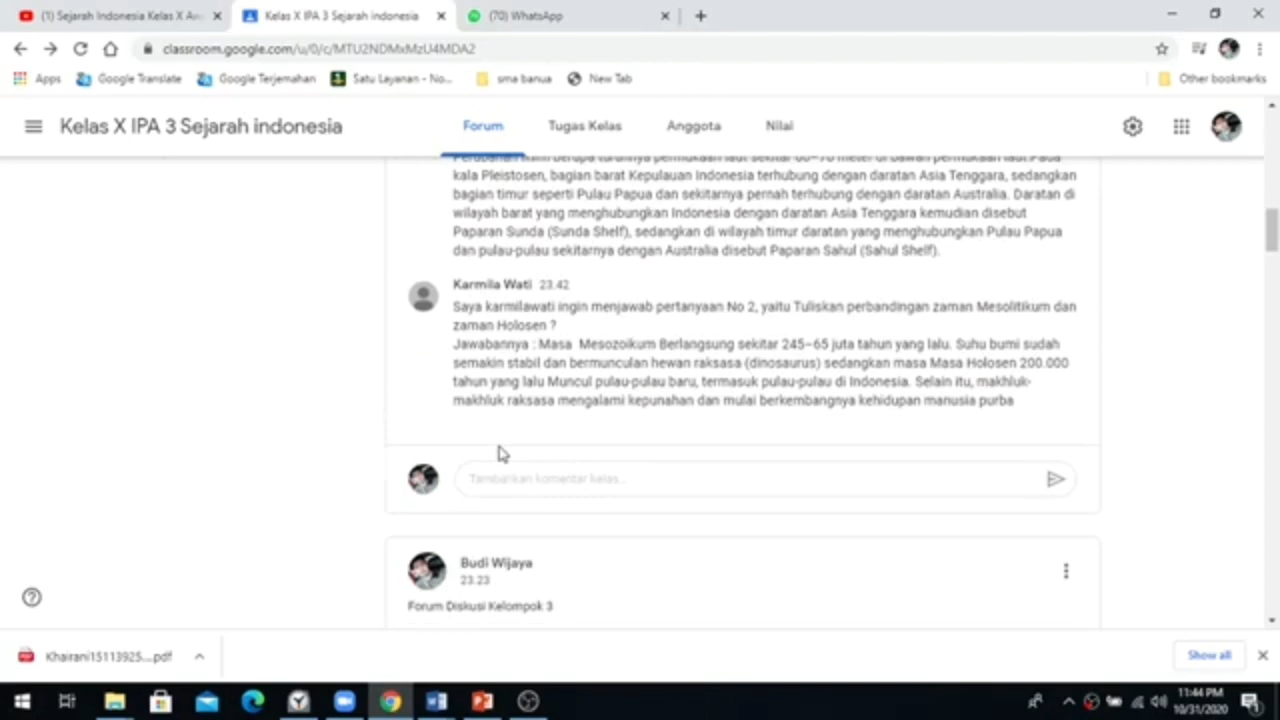 (1) Sejarah Indonesia Kelas X An
Kelas X IPA 3 Sejarah indonesia
(70) WhatsApp
classroom.google.com/u/0/c/MTU2NDMxMzU4MDA2
Apps
Google Translate
Google Terjemahan
Satu Layanan - No...
sma banua
New Tab
Other bookmarks
Kelas X IPA 3 Sejarah indonesia
Forum
Tugas Kelas
Anggota
Nilai
kala Pleistosen, bagian barat Kepulauan Indonesia terhubung dengan daratan Asia Tenggara, sedangkan
bagian timur seperti Pulau Papua dan sekitarnya pernah terhubung dengan daratan Australia. Daratan di
wilayah barat yang menghubungkan Indonesia dengan daratan Asia Tenggara kemudian disebut
Paparan Sunda (Sunda Shelf), sedangkan di wilayah timur daratan yang menghubungkan Pulau Papua
dan pulau-pulau sekitarnya dengan Australia disebut Paparan Sahul (Sahul Shelf).
Karmila Wati 23.42
Saya karmilawati ingin menjawab pertanyaan No 2, yaitu Tuliskan perbandingan zaman Mesolitikum dan
zaman Holosen ?
Jawabannya : Masa Mesozoikum Berlangsung sekitar 245–65 juta tahun yang lalu. Suhu bumi sudah
semakin stabil dan bermunculan hewan raksasa (dinosaurus) sedangkan masa Masa Holosen 200.000
tahun yang lalu Muncul pulau-pulau baru, termasuk pulau-pulau di Indonesia. Selain itu, makhluk-
makhluk raksasa mengalami kepunahan dan mulai berkembangnya kehidupan manusia purba
Tambahkan komentar kelas...
Budi Wijaya
23.23
Forum Diskusi Kelompok 3
Khairani15113925....pdf
Show all
11:44 PM
10/31/2020